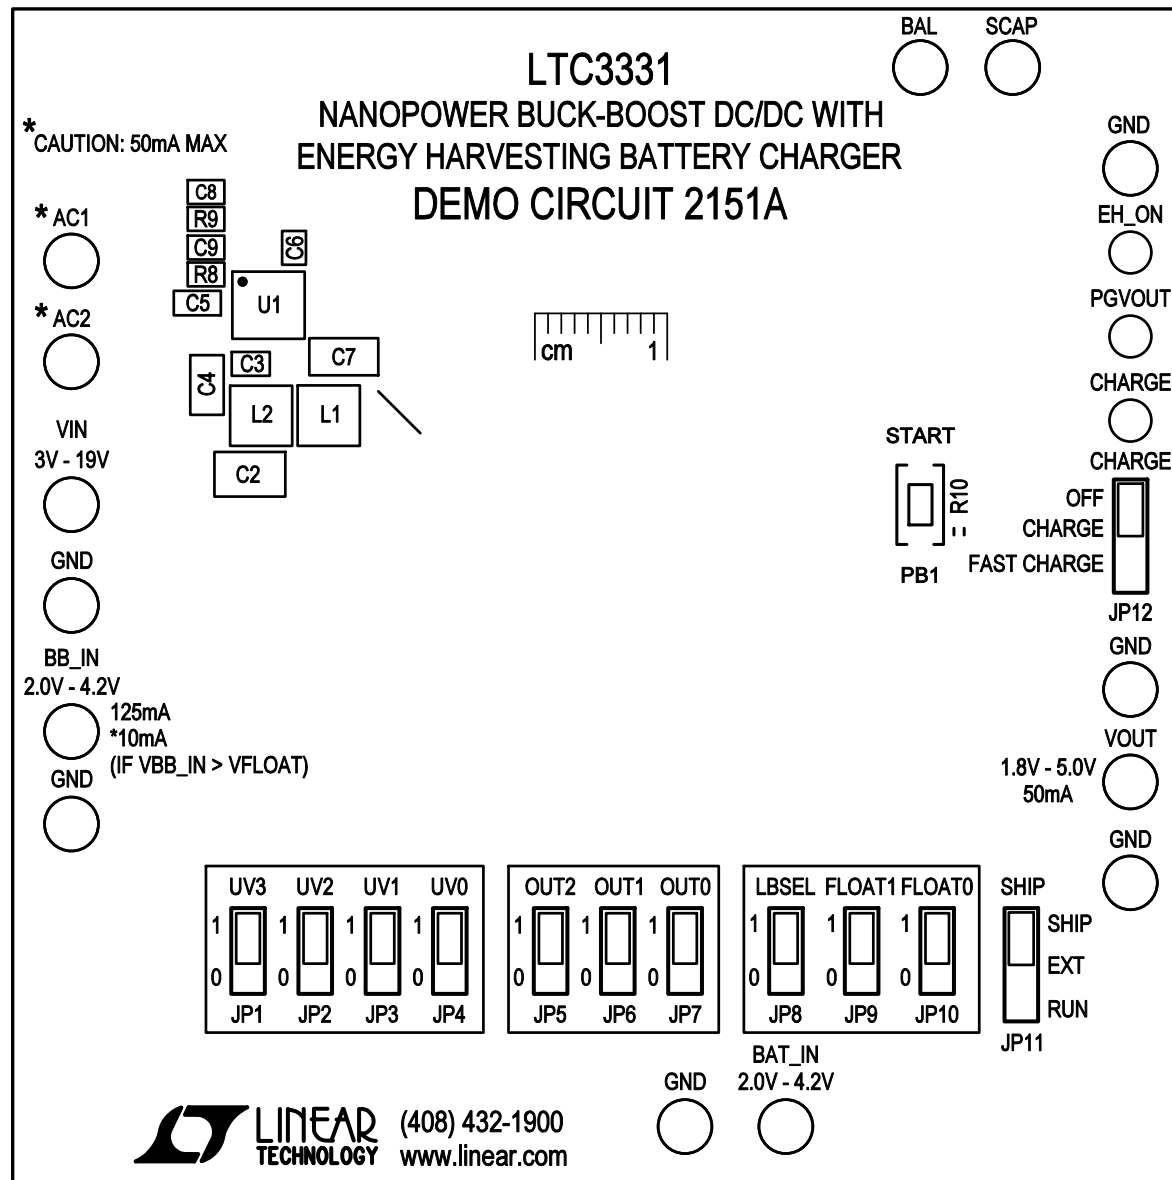 BAL SCAP
LTC3331
NANOPOWER BUCK-BOOST DC/DC WITH
ENERGY HARVESTING BATTERY CHARGER
DEMO CIRCUIT 2151A
*CAUTION: 50mA MAX
* AC1
* AC2
VIN
3V - 19V
GND
BB_IN
2.0V - 4.2V
125mA
*10mA
(IF VBB_IN > VFLOAT)
GND
C8
R9
C9
R8
C5
C6
U1
C3
C7
C4
L2 L1
C2
cm 1
START
R10
=
PB1
GND
EH_ON
PGVOUT
CHARGE
CHARGE
OFF
CHARGE
FAST CHARGE
JP12
GND
VOUT
1.8V - 5.0V
50mA
GND
UV3 UV2 UV1 UV0
1 1 1 1
0 0 0 0
JP1 JP2 JP3 JP4
OUT2 OUT1 OUT0
1 1 1
0 0 0
JP5 JP6 JP7
LBSEL FLOAT1 FLOAT0
1 1 1
0 0 0
JP8 JP9 JP10
SHIP
SHIP
EXT
RUN
JP11
GND
BAT_IN
2.0V - 4.2V
LINEAR
TECHNOLOGY
(408) 432-1900
www.linear.com